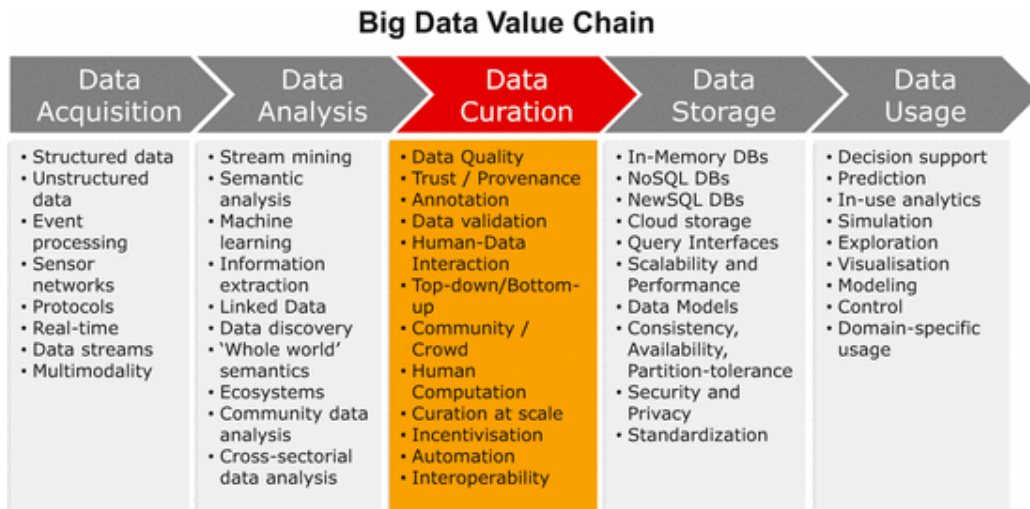 Big Data Value Chain
Data
Acquisition
Data
Analysis
Data
Curation
Data
Storage
Data
Usage
• Structured data
• Unstructured
data
• Event
processing
• Sensor
networks
• Protocols
• Real-time
• Data streams
• Multimodality
• Stream mining
• Semantic
analysis
• Machine
learning
• Information
extraction
• Linked Data
• Data discovery
• ‘Whole world’
semantics
• Ecosystems
• Community data
analysis
• Cross-sectorial
data analysis
• Data Quality
• Trust / Provenance
• Annotation
• Data validation
• Human-Data
Interaction
• Top-down/Bottom-
up
• Community /
Crowd
• Human
Computation
• Curation at scale
• Incentivisation
• Automation
• Interoperability
• In-Memory DBs
• NoSQL DBs
• NewSQL DBs
• Cloud storage
• Query Interfaces
• Scalability and
Performance
• Data Models
• Consistency,
Availability,
Partition-tolerance
• Security and
Privacy
• Standardization
• Decision support
• Prediction
• In-use analytics
• Simulation
• Exploration
• Visualisation
• Modeling
• Control
• Domain-specific
usage